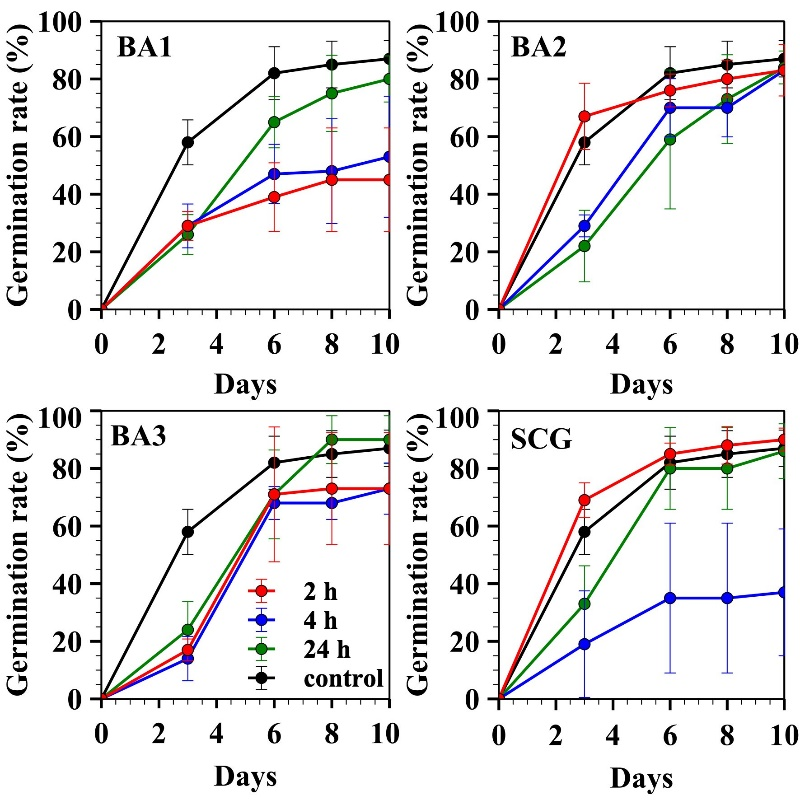 BA1
Germination rate (%)
100
80
60
40
20
0
0 2 4 6 8 10
Days
BA2
Germination rate (%)
100
80
60
40
20
0
0 2 4 6 8 10
Days
BA3
Germination rate (%)
100
80
60
40
20
0
2 h
4 h
24 h
control
0 2 4 6 8 10
Days
SCG
Germination rate (%)
100
80
60
40
20
0
0 2 4 6 8 10
Days